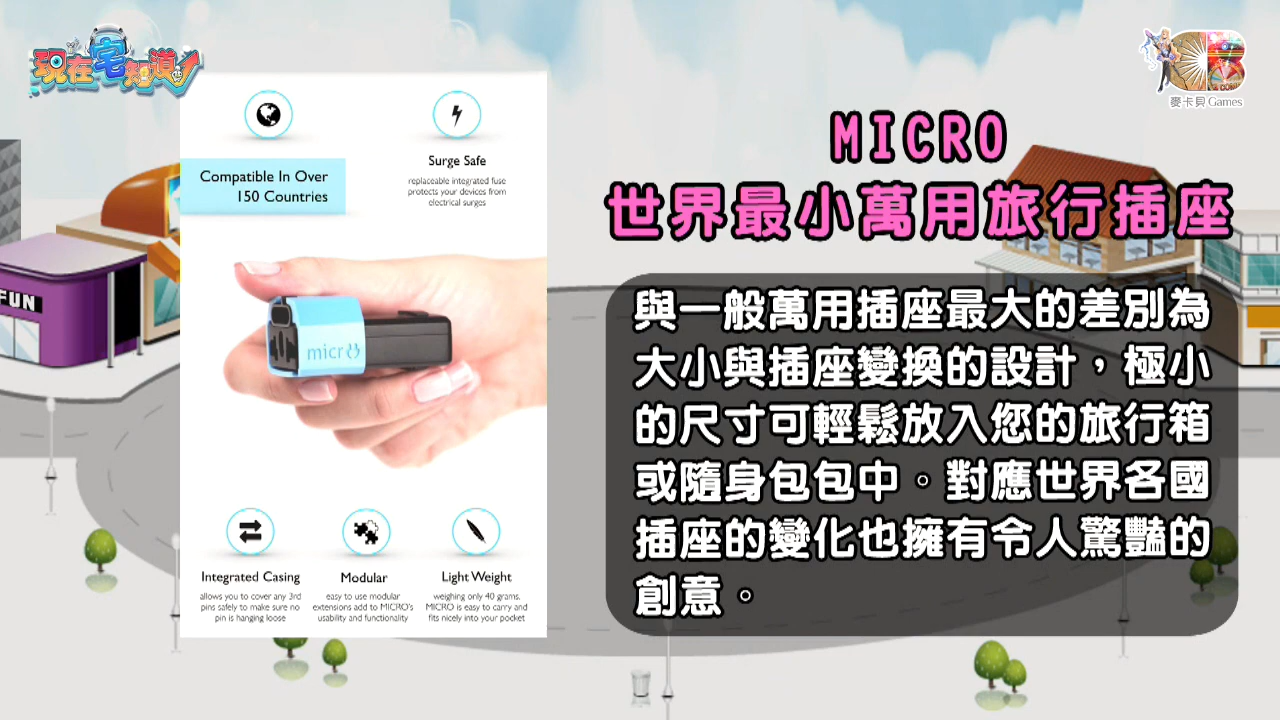 現在宅知道
麥卡貝 Games
FUN
Compatible In Over
150 Countries
Surge Safe
replaceable integrated fuse
protects your devices from
electrical surges
micro
Integrated Casing
allows you to cover any 3rd
pins safely to make sure no
pin is hanging loose
Modular
easy to use modular
extensions add to MICRO's
usability and functionality
Light Weight
weighing only 40 grams.
MICRO is easy to carry and
fits nicely into your pocket
MICRO
世界最小萬用旅行插座
與一般萬用插座最大的差別為
大小與插座變換的設計，極小
的尺寸可輕鬆放入您的旅行箱
或隨身包包中。對應世界各國
插座的變化也擁有令人驚豔的
創意。